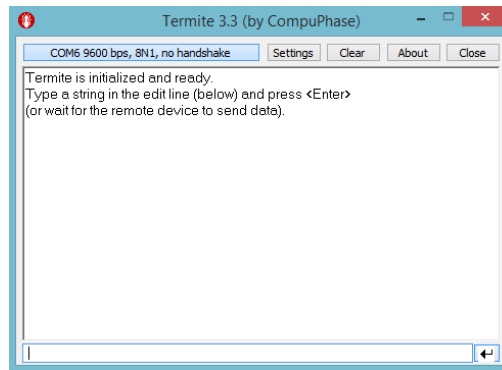 Termite 3.3 (by CompuPhase)
COM6 9600 bps, 8N1, no handshake Settings Clear About Close
Termite is initialized and ready.
Type a string in the edit line (below) and press <Enter>
(or wait for the remote device to send data).